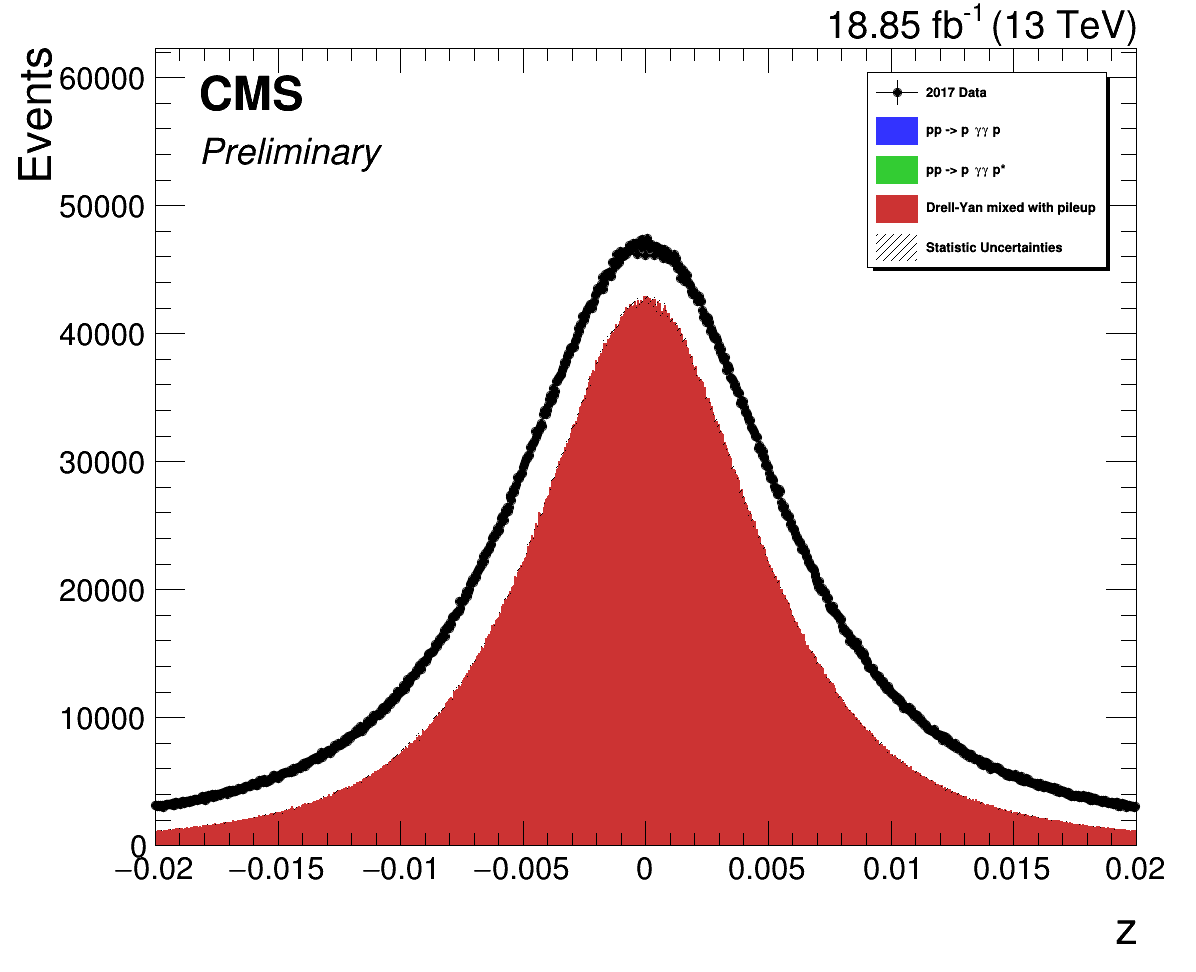 18.85 fb⁻¹ (13 TeV)
Events
CMS
Preliminary
2017 Data
pp -> p γγ p
pp -> p γγ p*
Drell-Yan mixed with pileup
Statistic Uncertainties
60000
50000
40000
30000
20000
10000
0
−0.02 −0.015 −0.01 −0.005 0 0.005 0.01 0.015 0.02
z